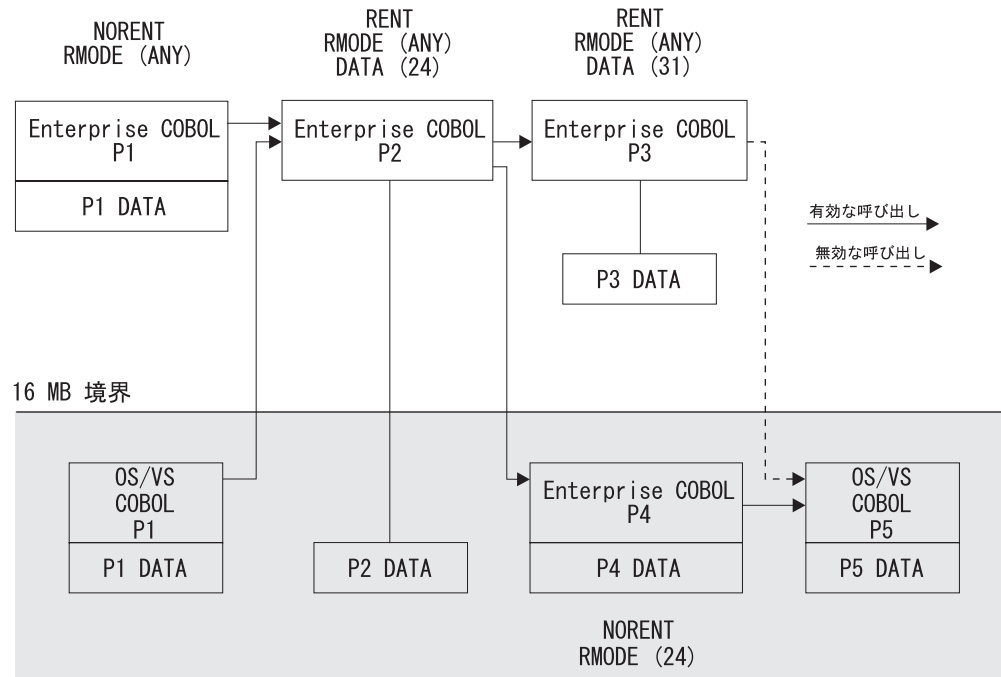 NORENT
RMODE (ANY)
RENT
RMODE (ANY)
DATA (24)
RENT
RMODE (ANY)
DATA (31)
Enterprise COBOL
P1
P1 DATA
Enterprise COBOL
P2
Enterprise COBOL
P3
P3 DATA
有効な呼び出し
無効な呼び出し
16 MB 境界
OS/VS
COBOL
P1
P1 DATA
P2 DATA
Enterprise COBOL
P4
P4 DATA
OS/VS
COBOL
P5
P5 DATA
NORENT
RMODE (24)